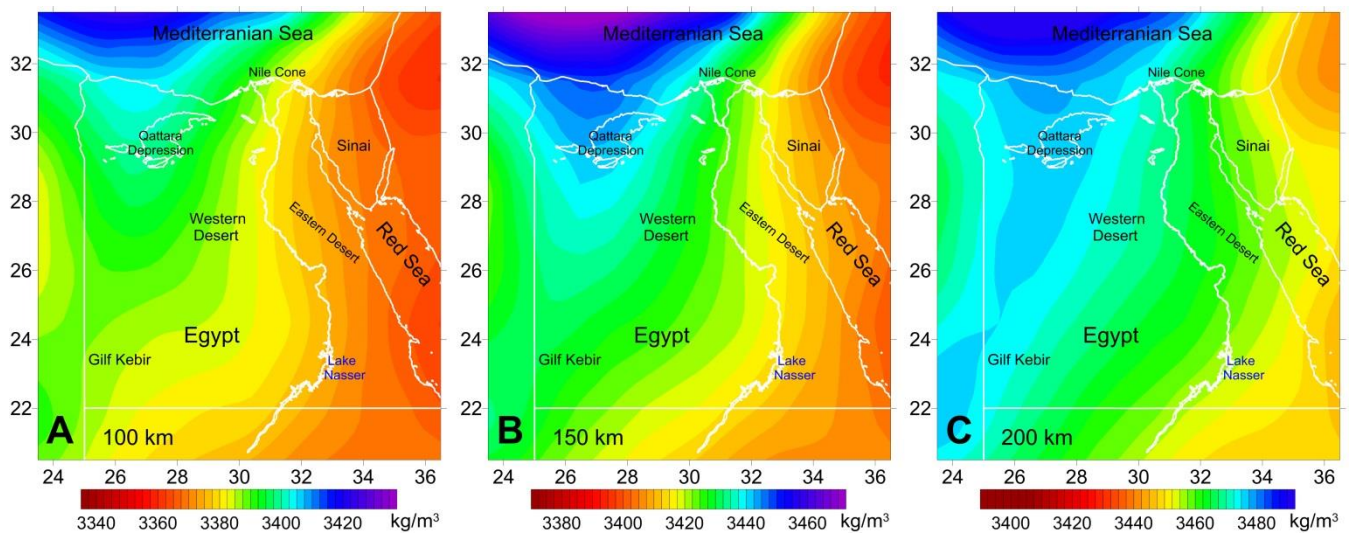 Mediterranian Sea
32
Nile Cone
30
Qattara
Depression
Sinai
28
Western
Desert
Eastern Desert
Red Sea
26
Egypt
24
Gilf Kebir
Lake
Nasser
22
A
100 km
24 26 28 30 32 34 36
3340 3360 3380 3400 3420 kg/m³
Mediterranian Sea
32
Nile Cone
30
Qattara
Depression
Sinai
28
Western
Desert
Eastern Desert
Red Sea
26
Egypt
24
Gilf Kebir
Lake
Nasser
22
B
150 km
24 26 28 30 32 34 36
3380 3400 3420 3440 3460 kg/m³
Mediterranian Sea
32
Nile Cone
30
Qattara
Depression
Sinai
28
Western
Desert
Eastern Desert
Red Sea
26
Egypt
24
Gilf Kebir
Lake
Nasser
22
C
200 km
24 26 28 30 32 34 36
3400 3420 3440 3460 3480 kg/m³